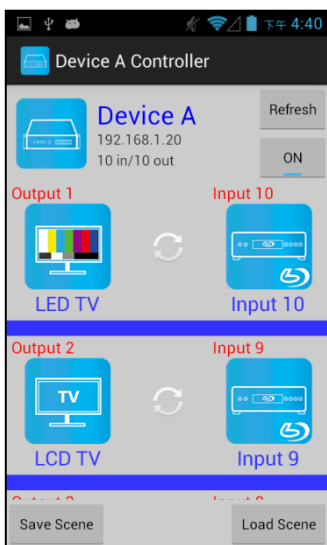 下午 4:40
Device A Controller
Device A
192.168.1.20
10 in/10 out
Refresh
ON
Output 1
Input 10
LED TV
Input 10
Output 2
Input 9
TV
LCD TV
Input 9
Save Scene
Load Scene